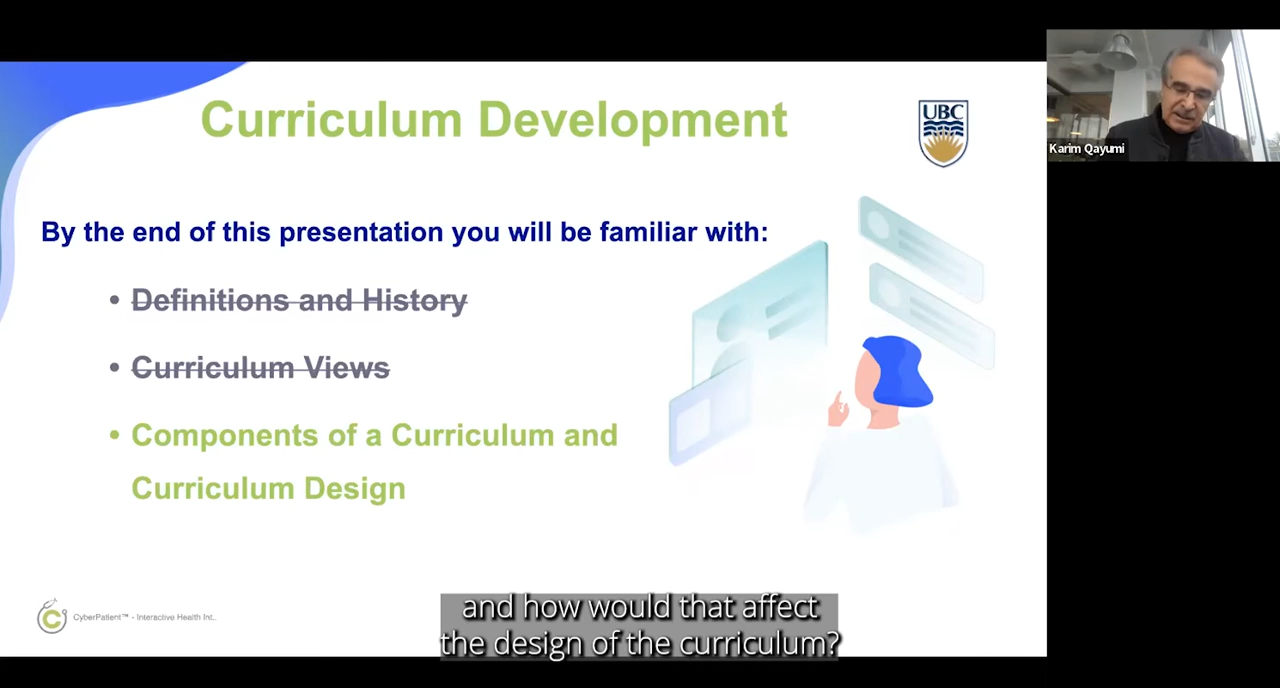 Curriculum Development
UBC
Karim Qayumi
By the end of this presentation you will be familiar with:
• Definitions and History
• Curriculum Views
• Components of a Curriculum and
Curriculum Design
C CyberPatient™ - Interactive Health Int..
and how would that affect
the design of the curriculum?